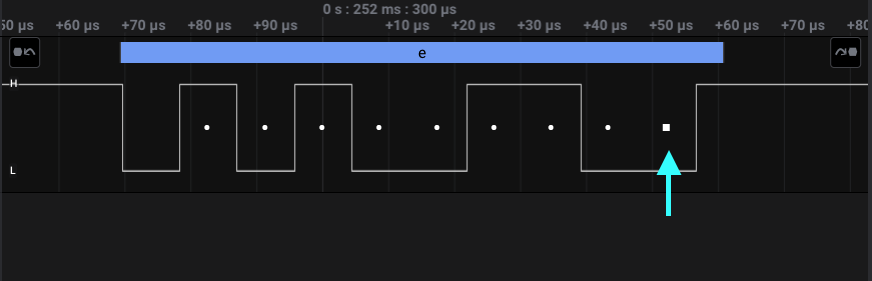 0 s : 252 ms : 300 µs
50 µs +60 µs +70 µs +80 µs +90 µs +10 µs +20 µs +30 µs +40 µs +50 µs +60 µs +70 µs +80
e
H
L